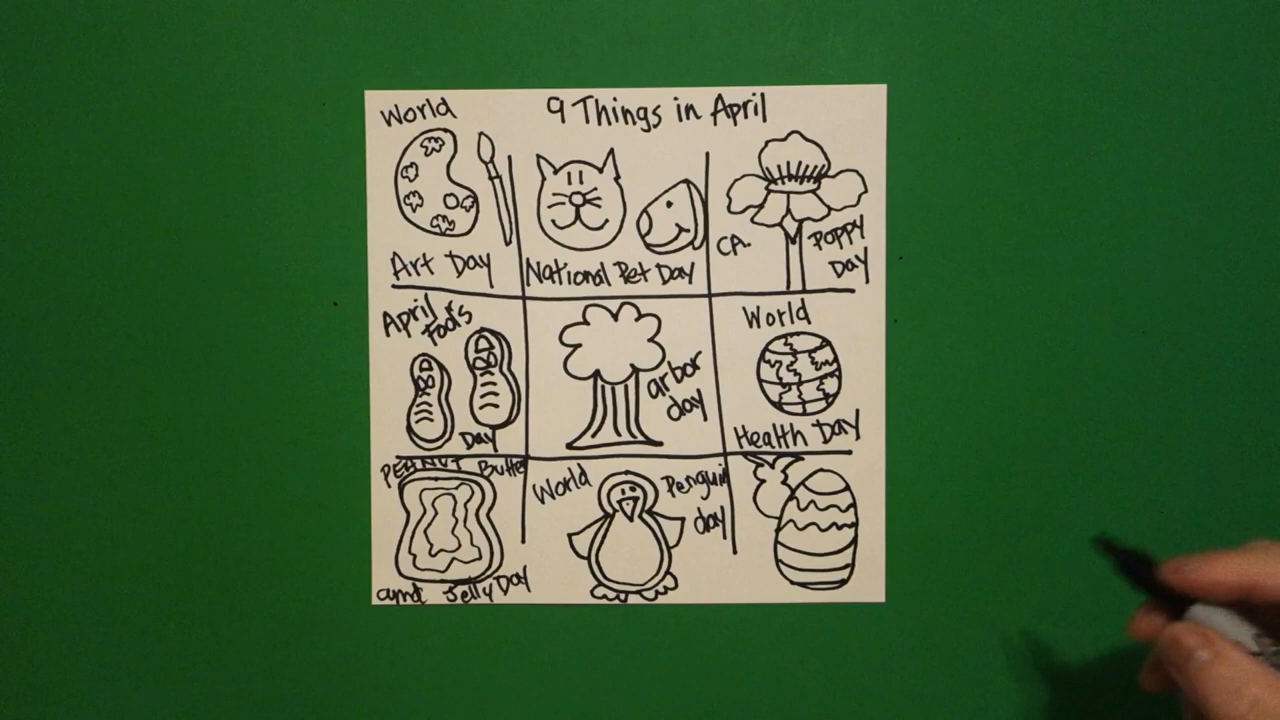 9 Things in April
World
Art Day
National Pet Day
CA. POPPY
DAY
April
Fool's
Day
arbor
day
World
Health Day
PEANUT Butter
and Jelly DAY
World Penguin
day